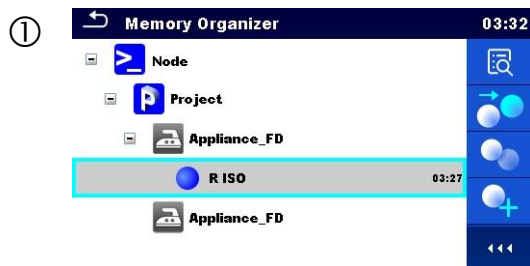 ①
Memory Organizer 03:32
Node
Project
Appliance_FD
R ISO 03:27
Appliance_FD